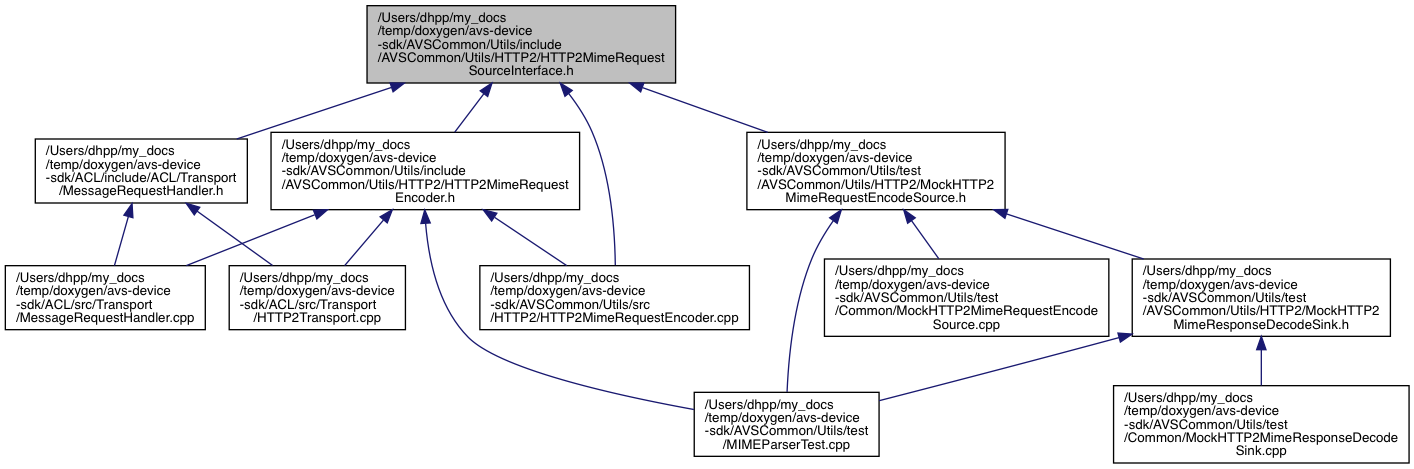 /Users/dhpp/my_docs
/temp/doxygen/avs-device
-sdk/AVSCommon/Utils/include
/AVSCommon/Utils/HTTP2/HTTP2MimeRequest
SourceInterface.h
/Users/dhpp/my_docs
/temp/doxygen/avs-device
-sdk/ACL/include/ACL/Transport
/MessageRequestHandler.h
/Users/dhpp/my_docs
/temp/doxygen/avs-device
-sdk/AVSCommon/Utils/include
/AVSCommon/Utils/HTTP2/HTTP2MimeRequest
Encoder.h
/Users/dhpp/my_docs
/temp/doxygen/avs-device
-sdk/AVSCommon/Utils/test
/AVSCommon/Utils/HTTP2/MockHTTP2
MimeRequestEncodeSource.h
/Users/dhpp/my_docs
/temp/doxygen/avs-device
-sdk/ACL/src/Transport
/MessageRequestHandler.cpp
/Users/dhpp/my_docs
/temp/doxygen/avs-device
-sdk/ACL/src/Transport
/HTTP2Transport.cpp
/Users/dhpp/my_docs
/temp/doxygen/avs-device
-sdk/AVSCommon/Utils/src
/HTTP2/HTTP2MimeRequestEncoder.cpp
/Users/dhpp/my_docs
/temp/doxygen/avs-device
-sdk/AVSCommon/Utils/test
/Common/MockHTTP2MimeRequestEncode
Source.cpp
/Users/dhpp/my_docs
/temp/doxygen/avs-device
-sdk/AVSCommon/Utils/test
/AVSCommon/Utils/HTTP2/MockHTTP2
MimeResponseDecodeSink.h
/Users/dhpp/my_docs
/temp/doxygen/avs-device
-sdk/AVSCommon/Utils/test
/MIMEParserTest.cpp
/Users/dhpp/my_docs
/temp/doxygen/avs-device
-sdk/AVSCommon/Utils/test
/Common/MockHTTP2MimeResponseDecode
Sink.cpp